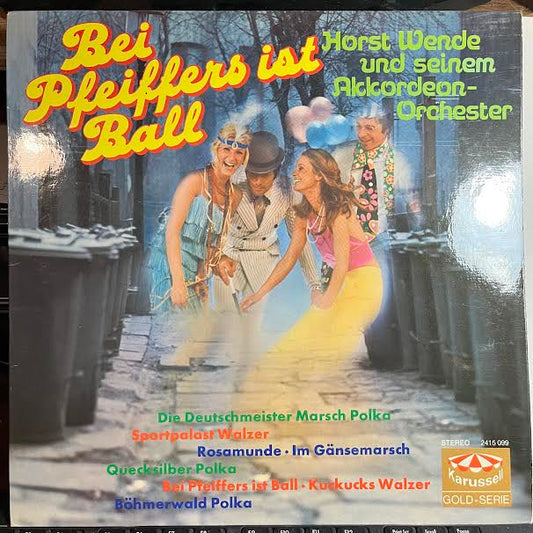 Bei
Pfeiffers ist
Ball
Horst Wende
und seinem
Akkordeon-
Orchester
Die Deutschmeister Marsch Polka
Sportpalast Walzer
Rosamunde · Im Gänsemarsch
Quecksilber Polka
Bei Pfeiffers ist Ball · Kuckucks Walzer
Böhmerwald Polka
STEREO 2415 099
Karussell
GOLD-SERIE